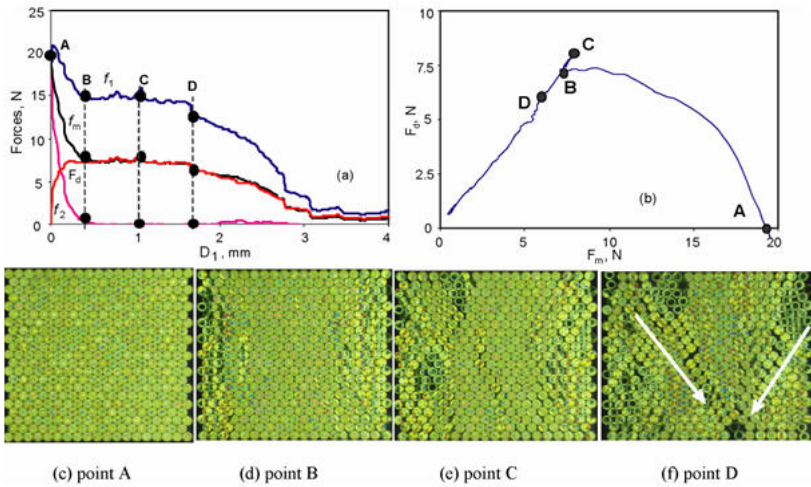 25
20
15
10
5
0
Forces, N
A
B
C
D
f1
fm
Fd
f2
(a)
0
1
2
3
4
D1 , mm
10
7.5
5
2.5
0
Fd, N
C
B
D
A
(b)
0
5
10
15
20
Fm, N
(c) point A
(d) point B
(e) point C
(f) point D